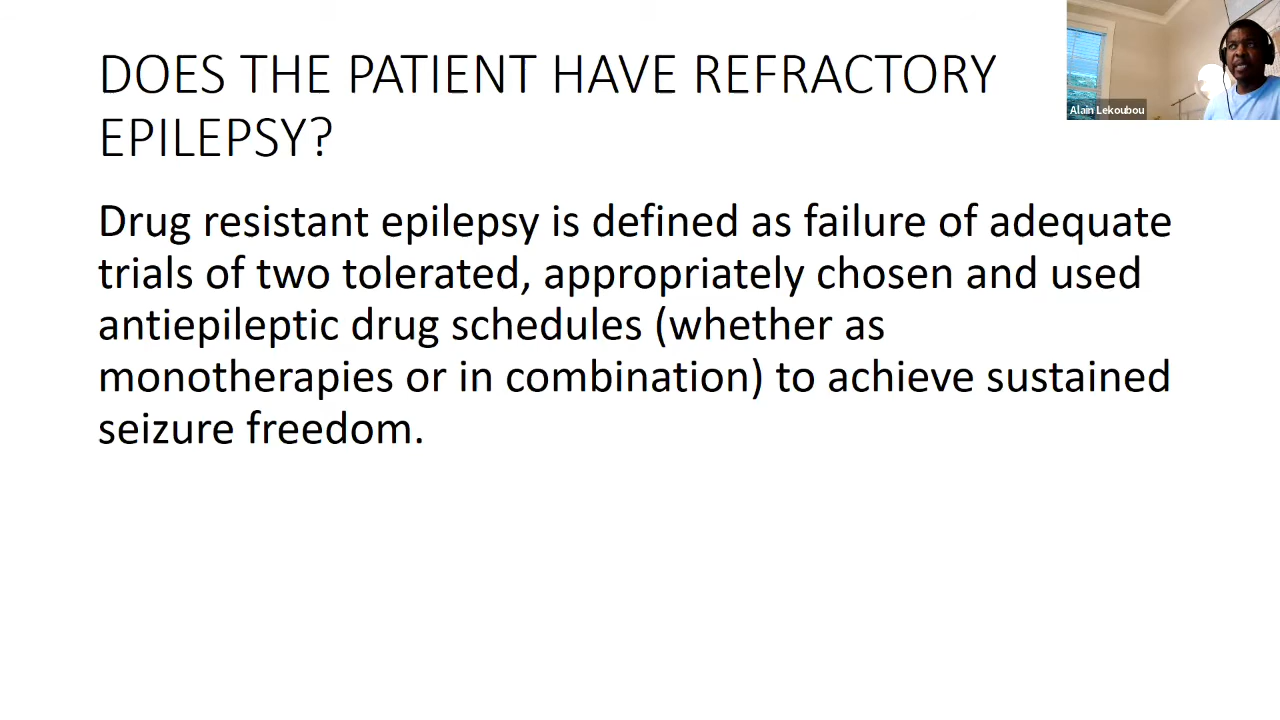 DOES THE PATIENT HAVE REFRACTORY
EPILEPSY?
Alain Lekoubou
Drug resistant epilepsy is defined as failure of adequate
trials of two tolerated, appropriately chosen and used
antiepileptic drug schedules (whether as
monotherapies or in combination) to achieve sustained
seizure freedom.